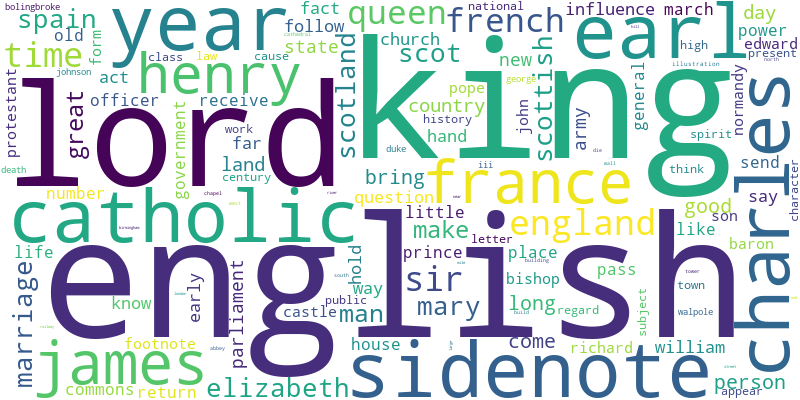 bolingbroke
spain
fact
national
influence march
year
queen
french
earl
day
old
form
follow
time
class
law
cause
state
church
scot
new
high
power
edward
johnson
act
henry
scotland
scottish
general
present
protestant
great
officer
receive
pope
country
john
army
illustration
north
normandy
lord
king
government
work
far
history
hand
duke
spirit
death
land
century
iii
die
think
charles
number
bring
france
question
good
send
catholic
little
england
son
say
character
life
make
like
baron
english
prince
letter
place
marriage
early
parliament
know
hold
way
sir
bishop
pass
town
castle
man
public
mary
long
regard
subject
walpole
footnote
house
come
richard
william
james
commons
return
elizabeth
sidenote
person
appear
george
chapel
south
tower
building
abbey